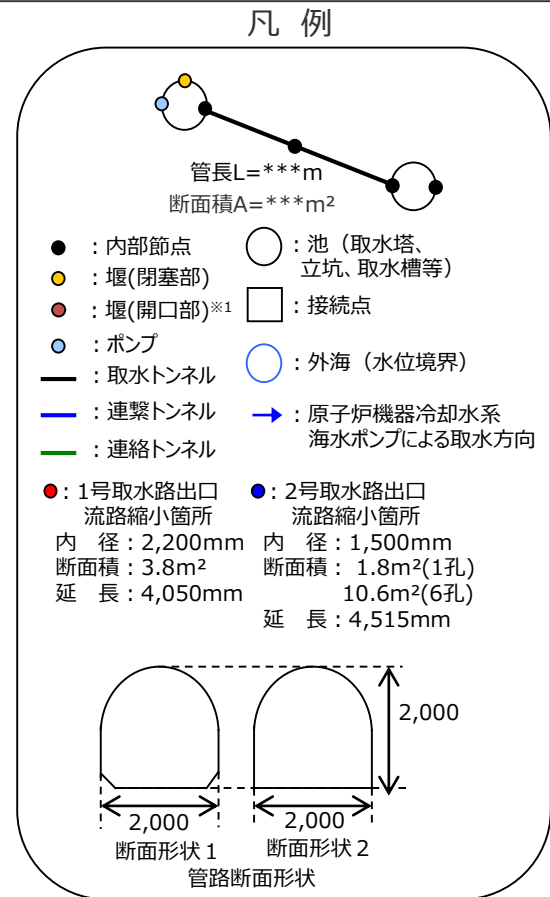 凡 例
管長L=***m
断面積A=***m²
：内部節点
：堰(閉塞部)
：堰(開口部)※1
：ポンプ
：取水トンネル
：連繋トンネル
：連絡トンネル
：池（取水塔、
立坑、取水槽等）
：接続点
：外海（水位境界）
：原子炉機器冷却水系
海水ポンプによる取水方向
：1号取水路出口
流路縮小箇所
内　径：2,200mm
断面積：3.8m²
延　長：4,050mm
：2号取水路出口
流路縮小箇所
内　径：1,500mm
断面積： 1.8m²(1孔)
10.6m²(6孔)
延　長：4,515mm
2,000
2,000
2,000
断面形状１
断面形状２
管路断面形状